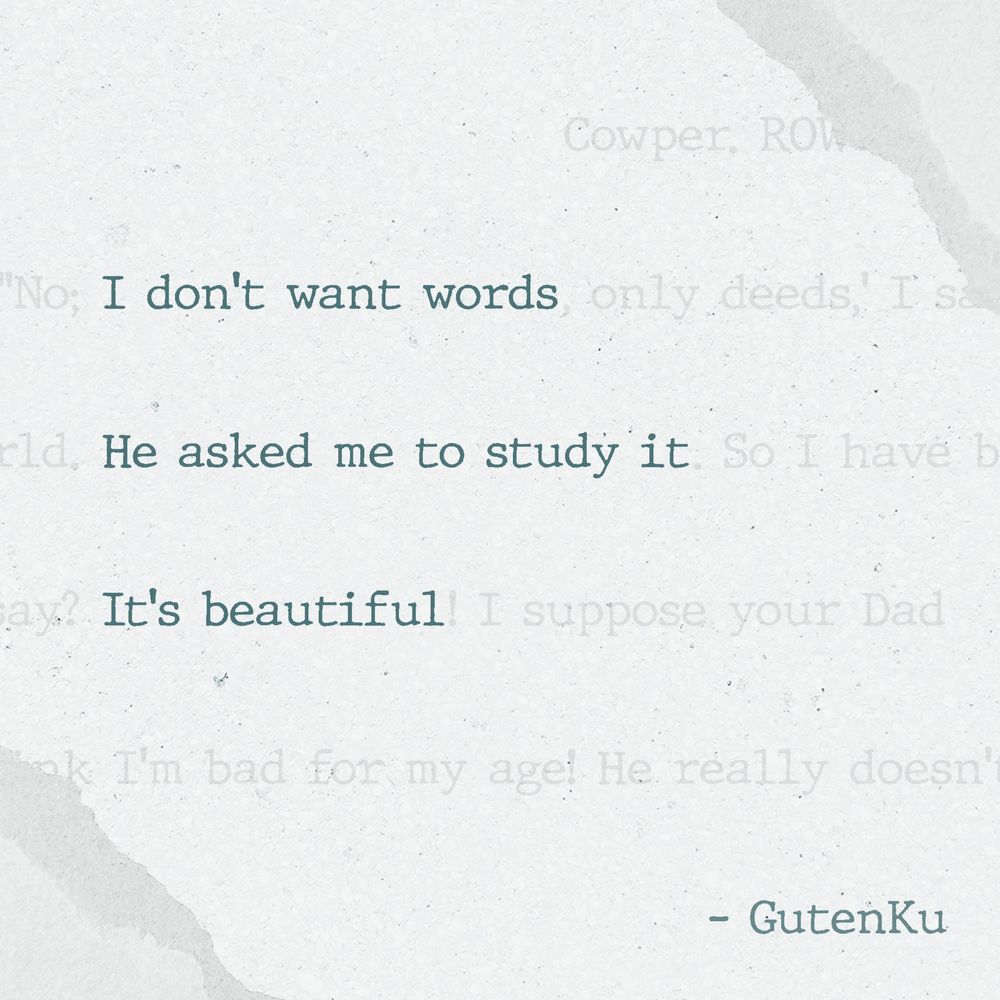 Cowper. ROW
"No; I don't want words, only deeds,' I sa
rld. He asked me to study it. So I have b
say? It's beautiful! I suppose your Dad
ink I'm bad for my age! He really doesn't
- GutenKu